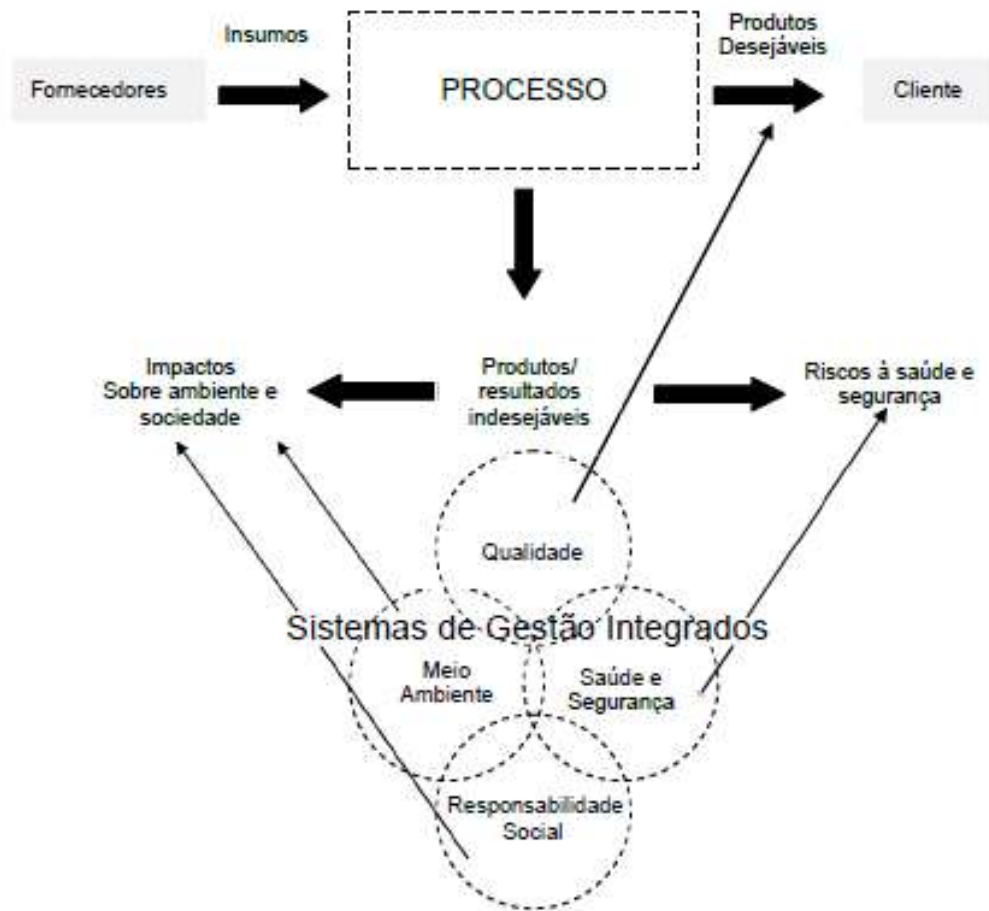 Insumos
Produtos
Desejáveis
Fornecedores
PROCESSO
Cliente
Impactos
Sobre ambiente e
sociedade
Produtos/
resultados
indesejáveis
Riscos à saúde e
segurança
Qualidade
Sistemas de Gestão Integrados
Meio
Ambiente
Saúde e
Segurança
Responsabilidade
Social